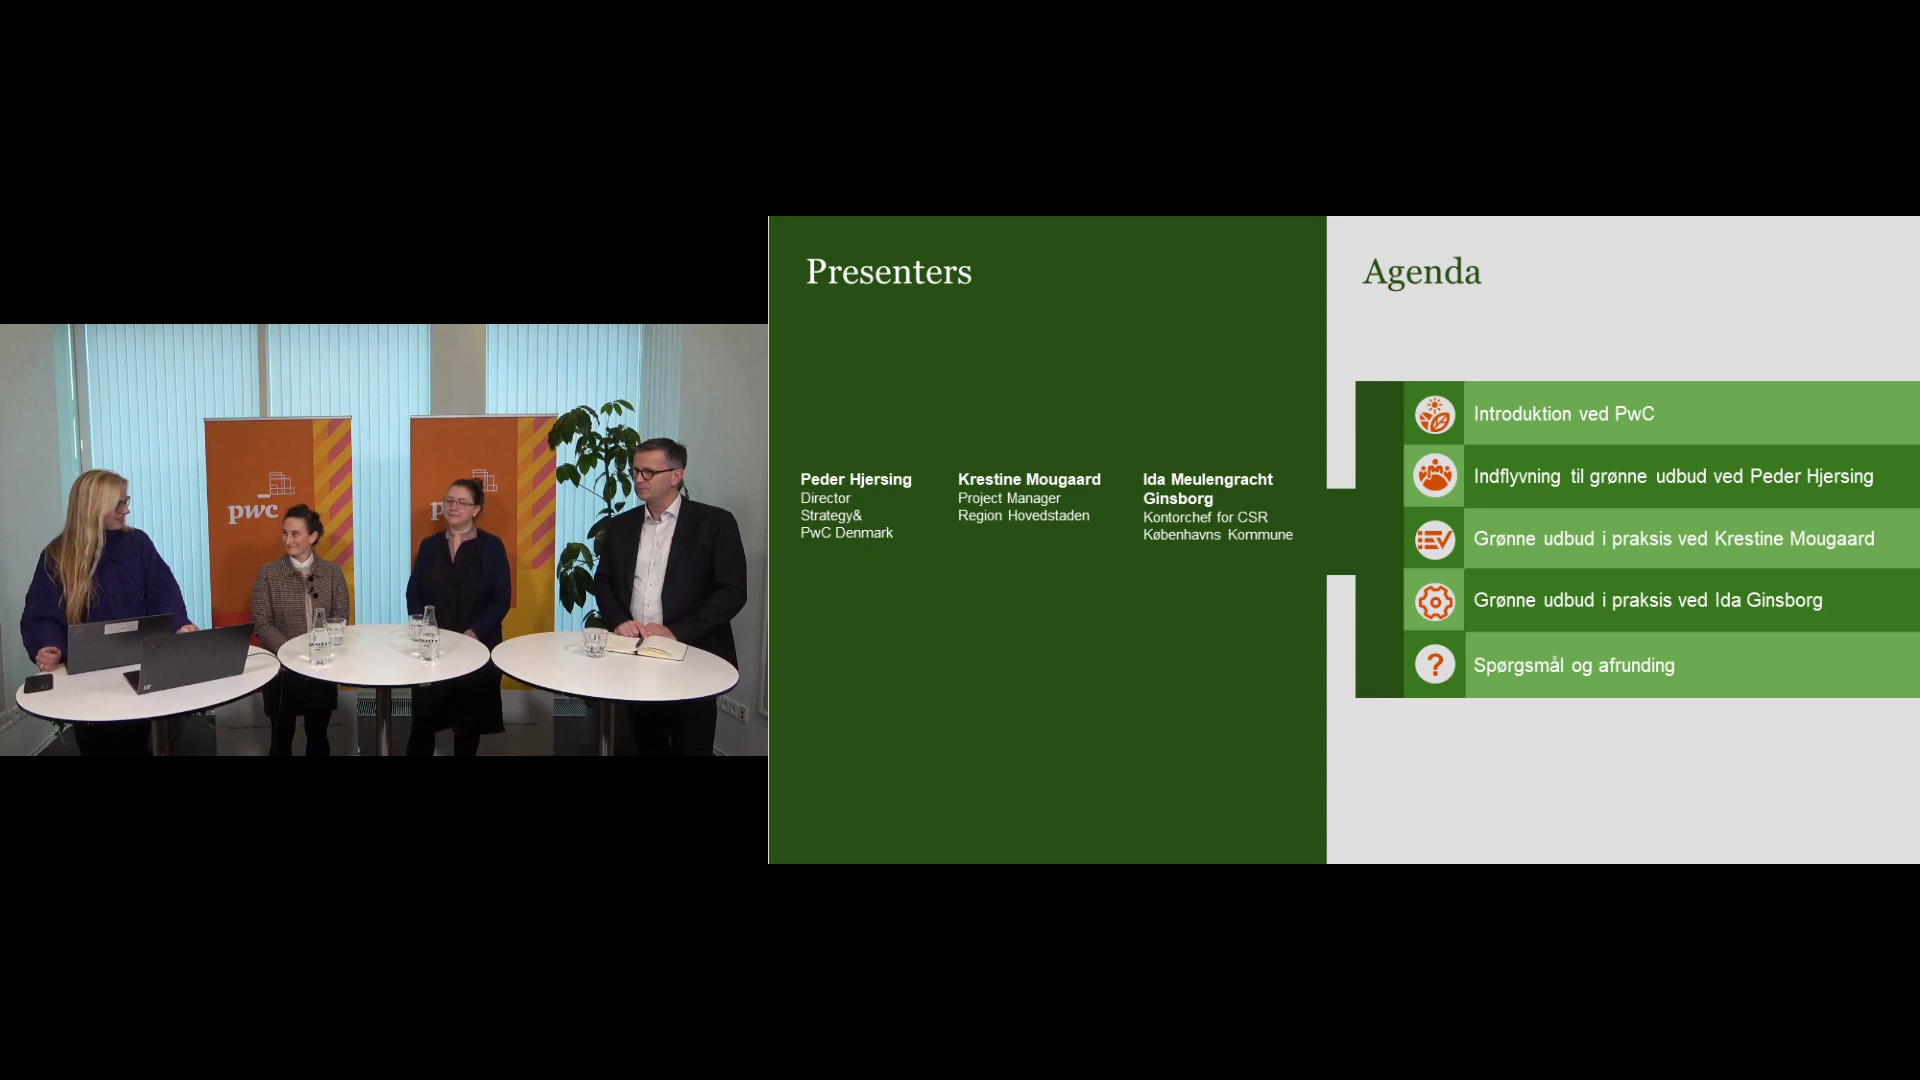 pwc
Presenters
Peder Hjersing
Director
Strategy&
PwC Denmark
Krestine Mougaard
Project Manager
Region Hovedstaden
Ida Meulengracht
Ginsborg
Kontorchef for CSR
Københavns Kommune
Agenda
Introduktion ved PwC
Indflyvning til grønne udbud ved Peder Hjersing
Grønne udbud i praksis ved Krestine Mougaard
Grønne udbud i praksis ved Ida Ginsborg
?
Spørgsmål og afrunding